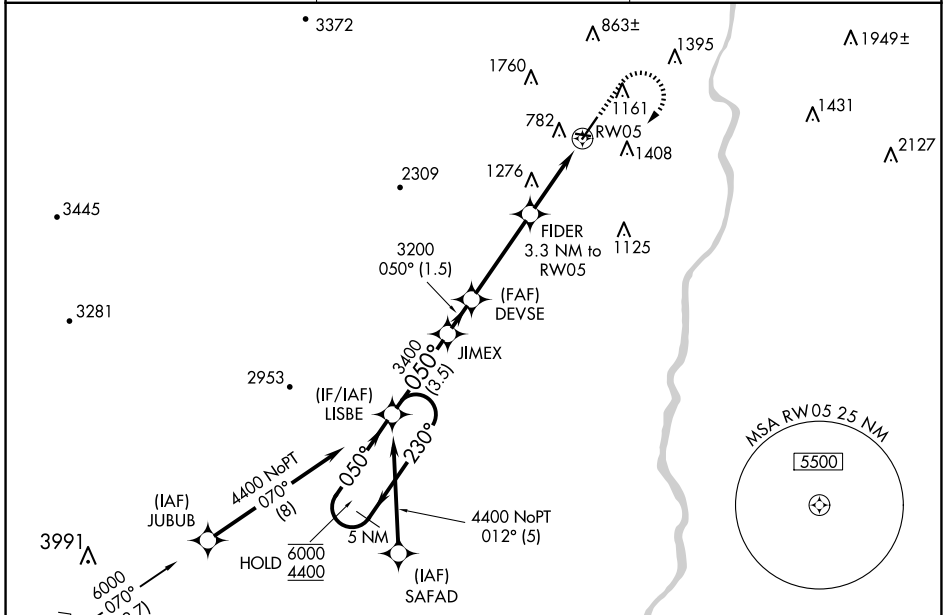 3372
863±
1395
1949±
1760
1161
1431
782
RW05
1408
2127
1276
2309
3445
FIDER
3.3 NM to
RW05
1125
3200
050° (1.5)
(FAF)
DEVSE
3281
JIMEX
3400
050°
(3.5)
2953
(IF/IAF)
LISBE
MSA RW05 25 NM
5500
050°
230°
4400 NoPT
070°
(8)
(IAF)
JUBUB
4400 NoPT
012° (5)
5 NM
3991
HOLD
6000
4400
(IAF)
SAFAD
6000
070°